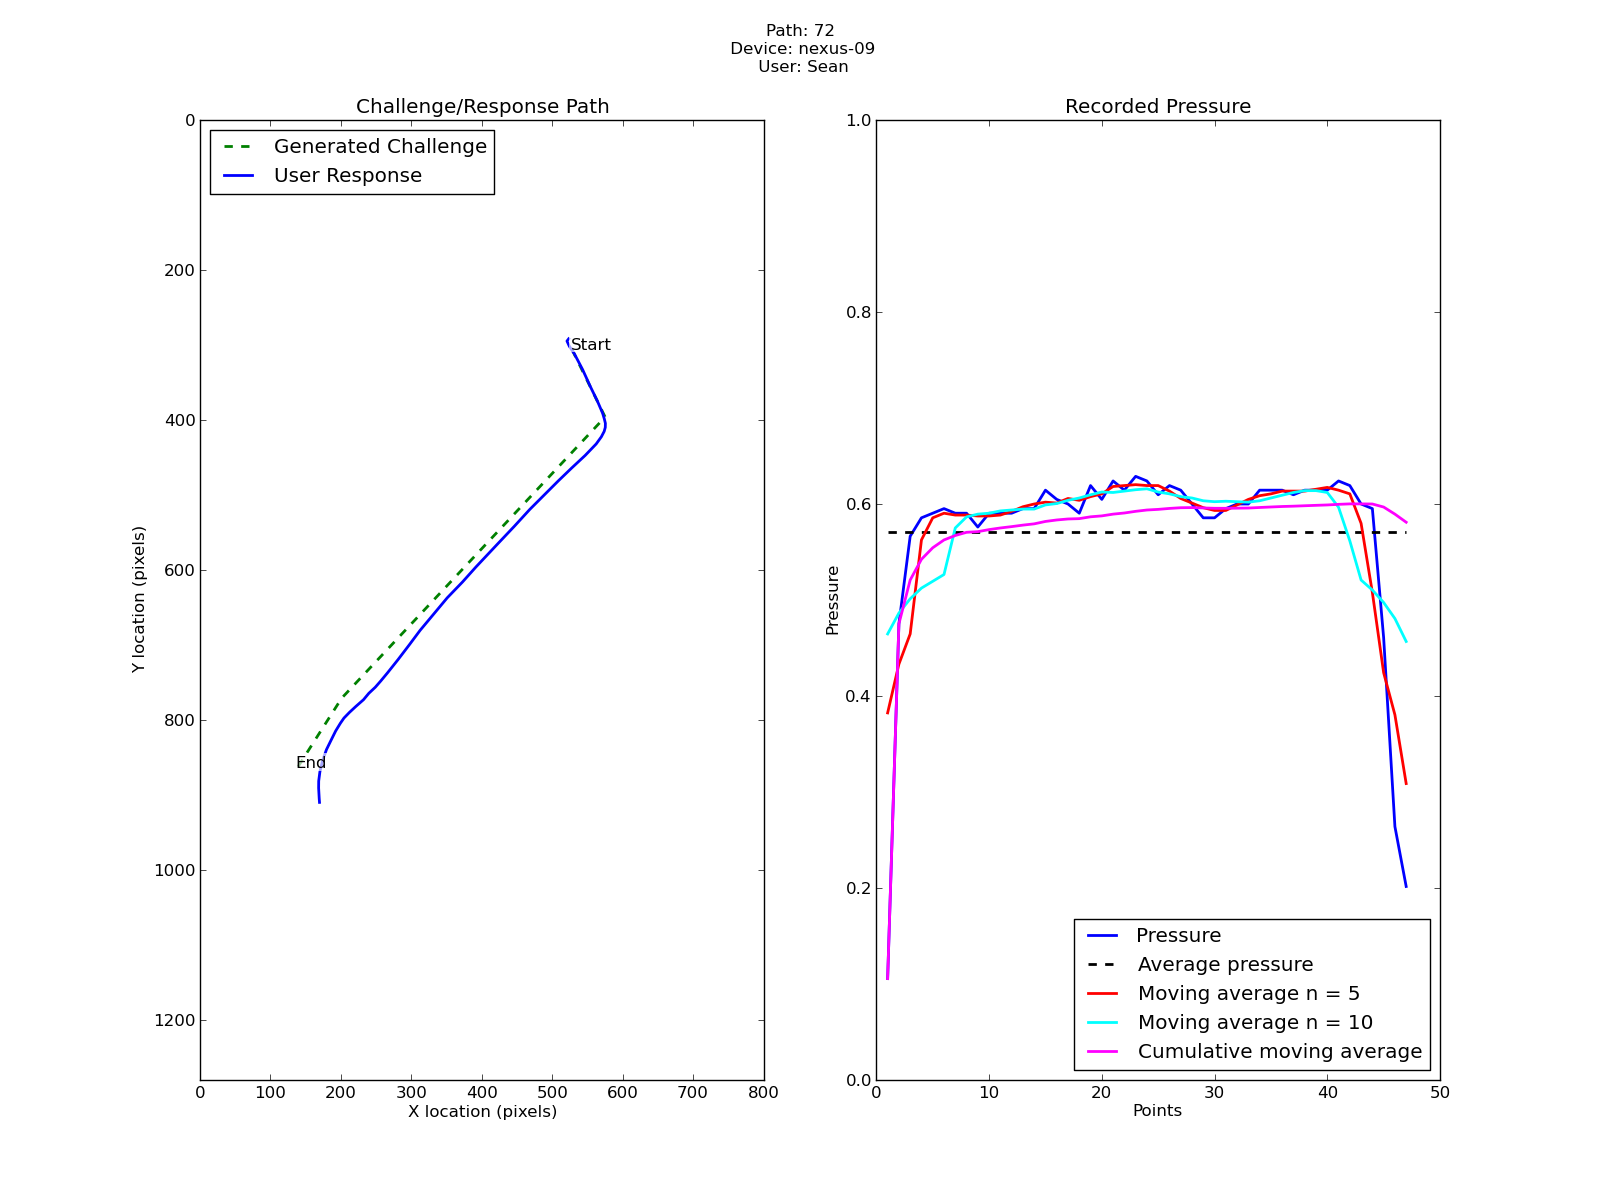 Path: 72
Device: nexus-09
User: Sean
Challenge/Response Path
Generated Challenge
User Response
Start
End
0
200
400
600
800
1000
1200
Y location (pixels)
0 100 200 300 400 500 600 700 800
X location (pixels)
Recorded Pressure
1.0
0.8
0.6
0.4
0.2
0.0
Pressure
Pressure
Average pressure
Moving average n = 5
Moving average n = 10
Cumulative moving average
0 10 20 30 40 50
Points